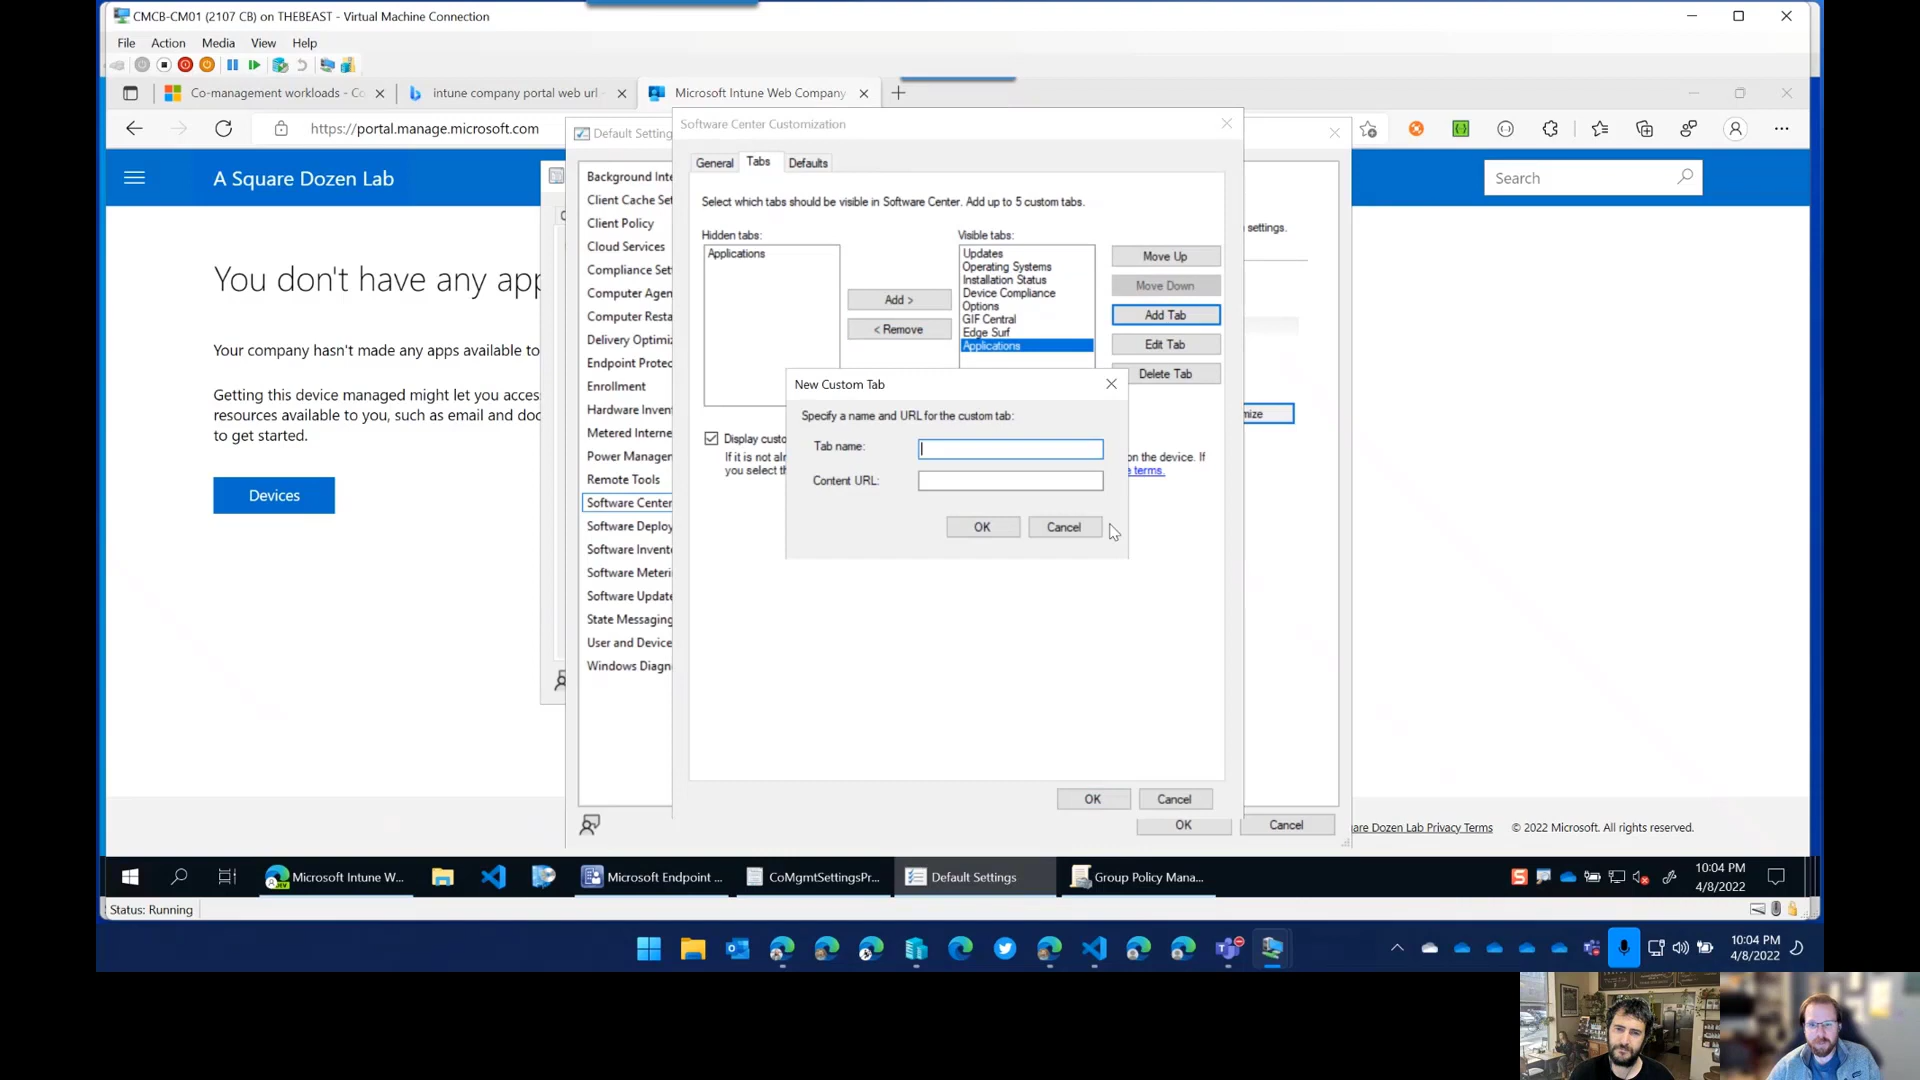 CMCB-CM01 (2107 CB) on THEBEAST - Virtual Machine Connection
File Action Media View Help
Co-management workloads - Co
intune company portal web url
Microsoft Intune Web Company
https://portal.manage.microsoft.com
Default Setting
Software Center Customization
A Square Dozen Lab
Search
General Tabs Defaults
Select which tabs should be visible in Software Center. Add up to 5 custom tabs.
Hidden tabs:
Applications
Visible tabs:
Updates
Operating Systems
Installation Status
Device Compliance
Options
GIF Central
Edge Surf
Applications
Add >
< Remove
Move Up
Move Down
Add Tab
Edit Tab
Delete Tab
settings.
mize
Background Inte
Client Cache Set
Client Policy
Cloud Services
Compliance Set
Computer Agen
Computer Resta
Delivery Optimiz
Endpoint Protec
Enrollment
Hardware Inven
Metered Interne
Power Manager
Remote Tools
Software Center
Software Deploy
Software Invent
Software Meteri
Software Update
State Messaging
User and Device
Windows Diagn
You don't have any app
Your company hasn't made any apps available to
Getting this device managed might let you acces
resources available to you, such as email and doc
to get started.
Devices
New Custom Tab
Specify a name and URL for the custom tab:
Tab name:
Content URL:
OK Cancel
Display custo
If it is not al
you select th
on the device. If
e terms.
OK Cancel
OK Cancel
are Dozen Lab Privacy Terms
© 2022 Microsoft. All rights reserved.
Microsoft Intune W...
Microsoft Endpoint ...
CoMgmtSettingsPr...
Default Settings
Group Policy Mana...
10:04 PM
4/8/2022
Status: Running
10:04 PM
4/8/2022